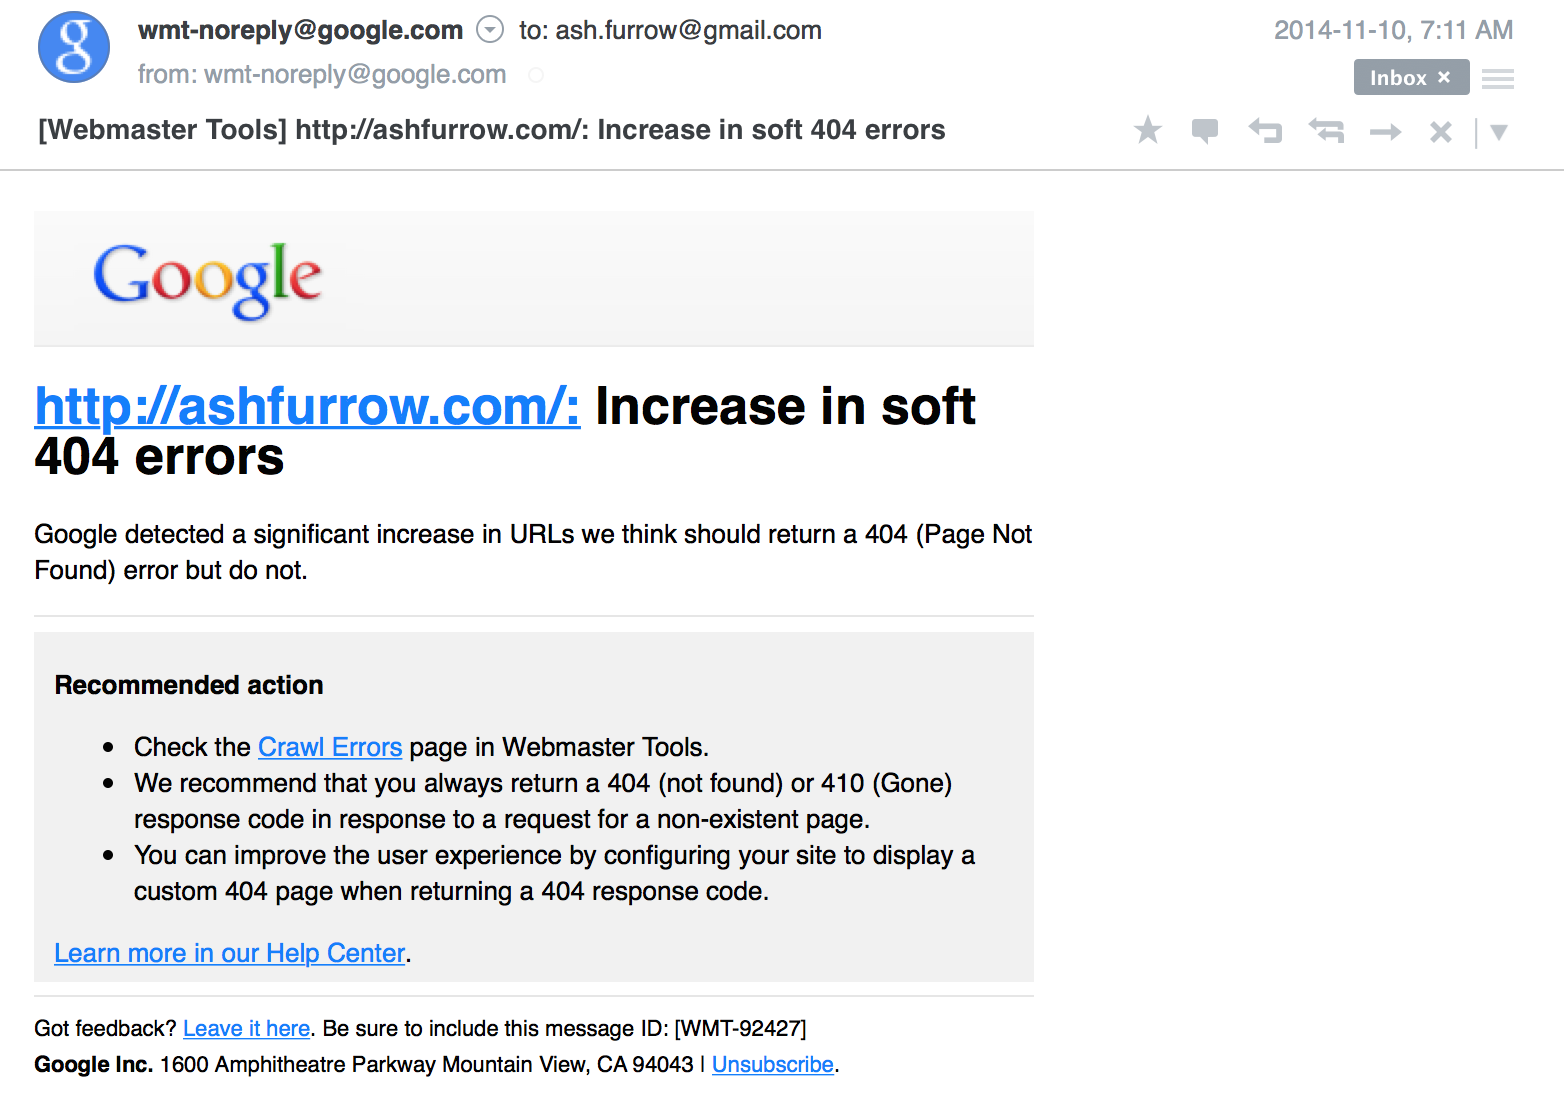 wmt-noreply@google.com to: ash.furrow@gmail.com 2014-11-10, 7:11 AM
from: wmt-noreply@google.com
Inbox ×
[Webmaster Tools] http://ashfurrow.com/: Increase in soft 404 errors
Google
http://ashfurrow.com/: Increase in soft
404 errors
Google detected a significant increase in URLs we think should return a 404 (Page Not
Found) error but do not.
Recommended action
• Check the Crawl Errors page in Webmaster Tools.
• We recommend that you always return a 404 (not found) or 410 (Gone)
response code in response to a request for a non-existent page.
• You can improve the user experience by configuring your site to display a
custom 404 page when returning a 404 response code.
Learn more in our Help Center.
Got feedback? Leave it here. Be sure to include this message ID: [WMT-92427]
Google Inc. 1600 Amphitheatre Parkway Mountain View, CA 94043 | Unsubscribe.